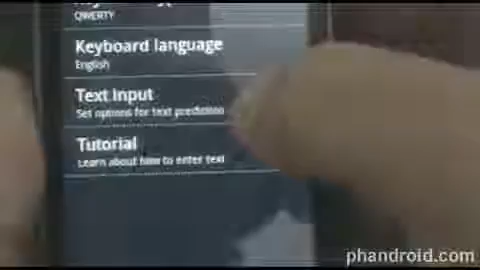 QWERTY
Keyboard language
English
Text input
Set options for text prediction
Tutorial
Learn about how to enter text
phandroid.com